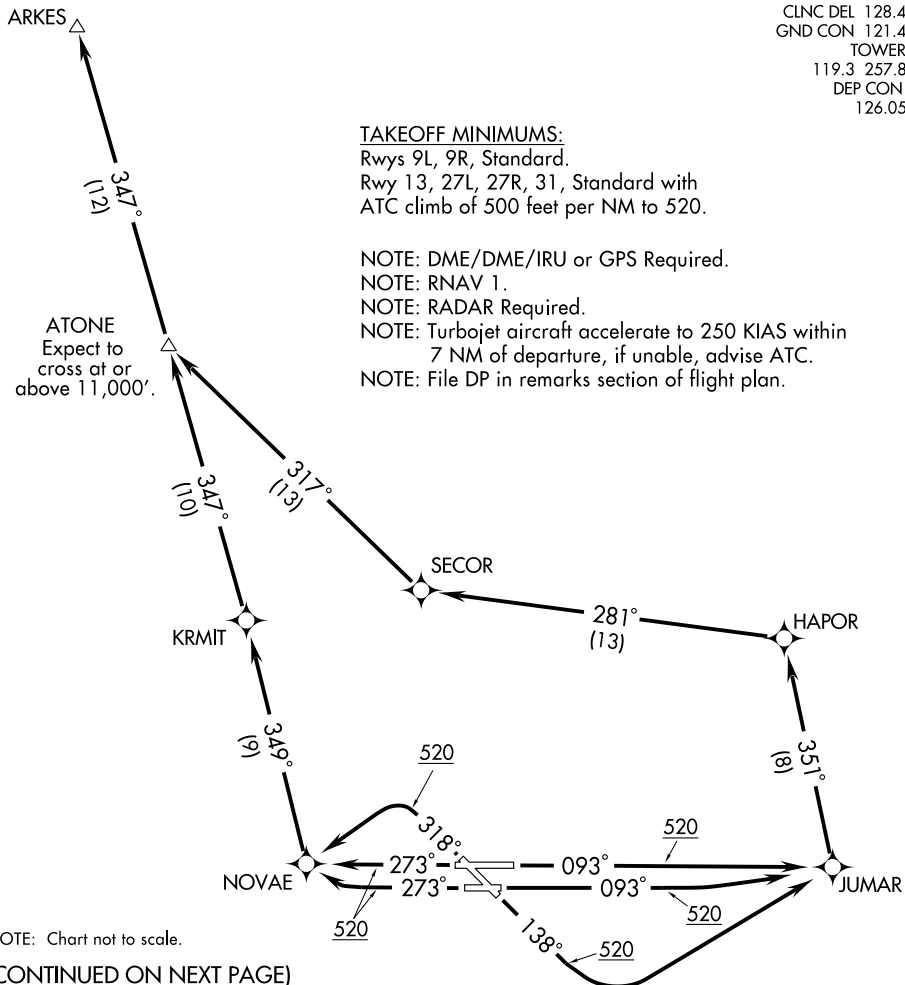 ARKES
CLNC DEL 128.4
GND CON 121.4
TOWER
119.3 257.8
DEP CON
126.05
347°
(12)
TAKEOFF MINIMUMS:
Rwys 9L, 9R, Standard.
Rwy 13, 27L, 27R, 31, Standard with
ATC climb of 500 feet per NM to 520.
NOTE: DME/DME/IRU or GPS Required.
NOTE: RNAV 1.
NOTE: RADAR Required.
NOTE: Turbojet aircraft accelerate to 250 KIAS within
7 NM of departure, if unable, advise ATC.
NOTE: File DP in remarks section of flight plan.
ATONE
Expect to
cross at or
above 11,000'.
347°
(10)
317°
(13)
SECOR
281°
(13)
HAPOR
KRMIT
349°
(9)
351°
(8)
520
318°
520
NOVAE
273°
093°
JUMAR
273°
093°
520
520
138°
520
OTE: Chart not to scale.
CONTINUED ON NEXT PAGE)